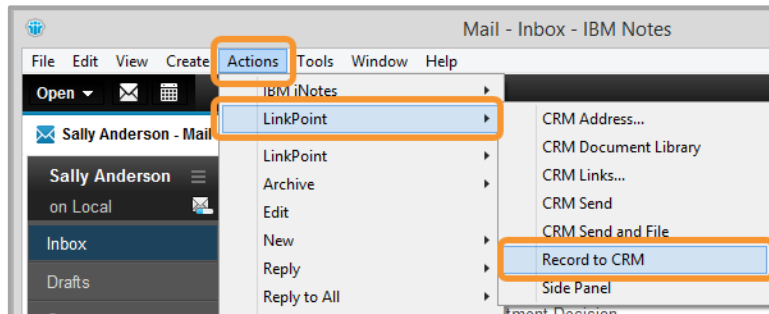 Mail - Inbox - IBM Notes
File Edit View Create Actions Tools Window Help
Open
Sally Anderson - Mail
Sally Anderson
on Local
Inbox
Drafts
IBM iNotes
LinkPoint
LinkPoint
Archive
Edit
New
Reply
Reply to All
CRM Address...
CRM Document Library
CRM Links...
CRM Send
CRM Send and File
Record to CRM
Side Panel
tment Decision